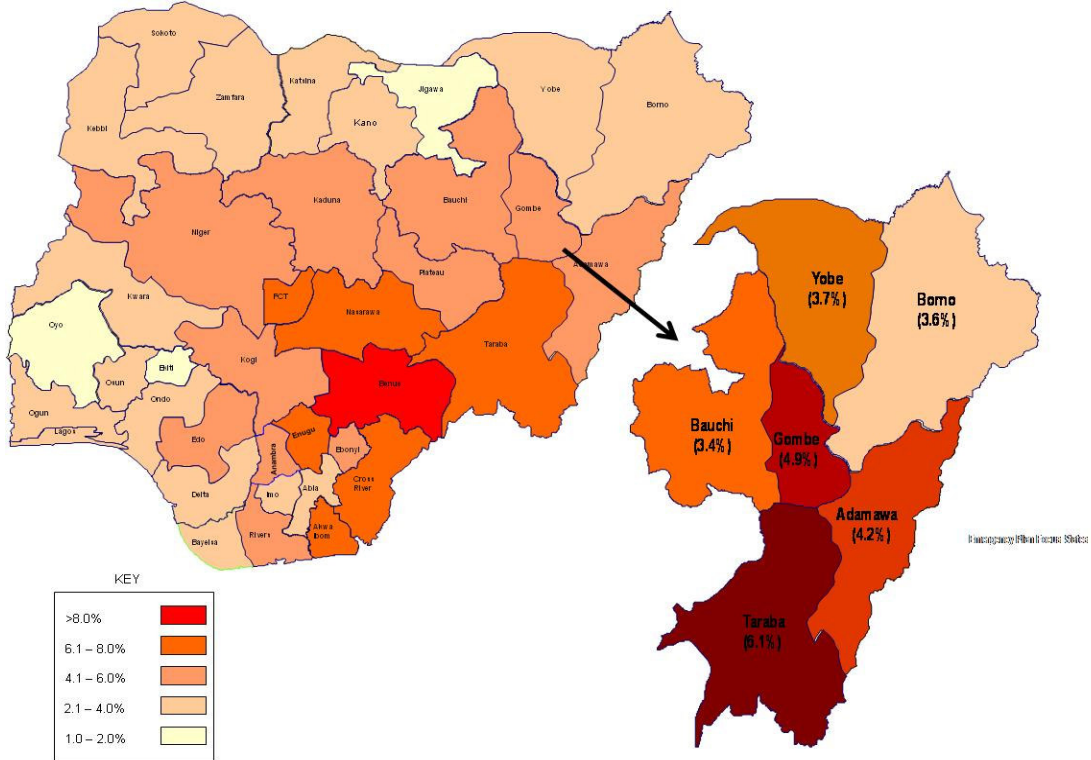 Sokoto
Katsina
Jigawa
Yobe
Borno
Zamfara
Kano
Kebbi
Kaduna
Bauchi
Gombe
Niger
Adamawa
Plateau
Kwara
FCT
Nasarawa
Oyo
Taraba
Kogi
Ekiti
Osun
Benue
Ondo
Ogun
Lagos
Edo
Enugu
Anambra
Ebonyi
Cross
River
Delta
Imo
Abia
Akwa
Ibom
Rivers
Bayelsa
Yobe
(3.7%)
Borno
(3.6%)
Bauchi
(3.4%)
Gombe
(4.9%)
Adamawa
(4.2%)
Emergency Plan Focus States
Taraba
(6.1%)
KEY
>8.0%
6.1 – 8.0%
4.1 – 6.0%
2.1 – 4.0%
1.0 – 2.0%